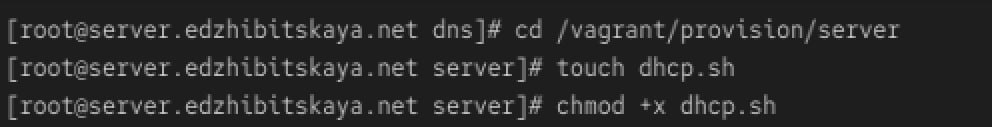 [root@server.edzhibitskaya.net dns]# cd /vagrant/provision/server
[root@server.edzhibitskaya.net server]# touch dhcp.sh
[root@server.edzhibitskaya.net server]# chmod +x dhcp.sh